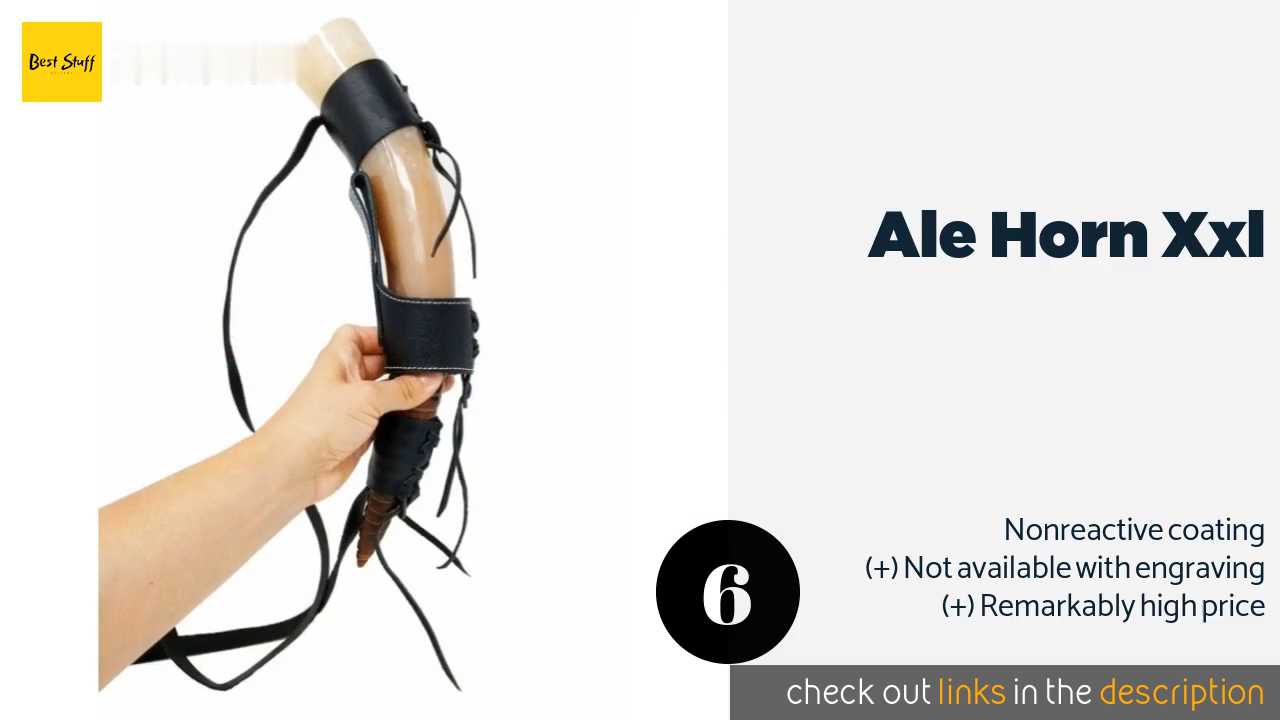 Best Stuff
Ale Horn Xxl
Nonreactive coating
(+) Not available with engraving
(+) Remarkably high price
6
check out links in the description